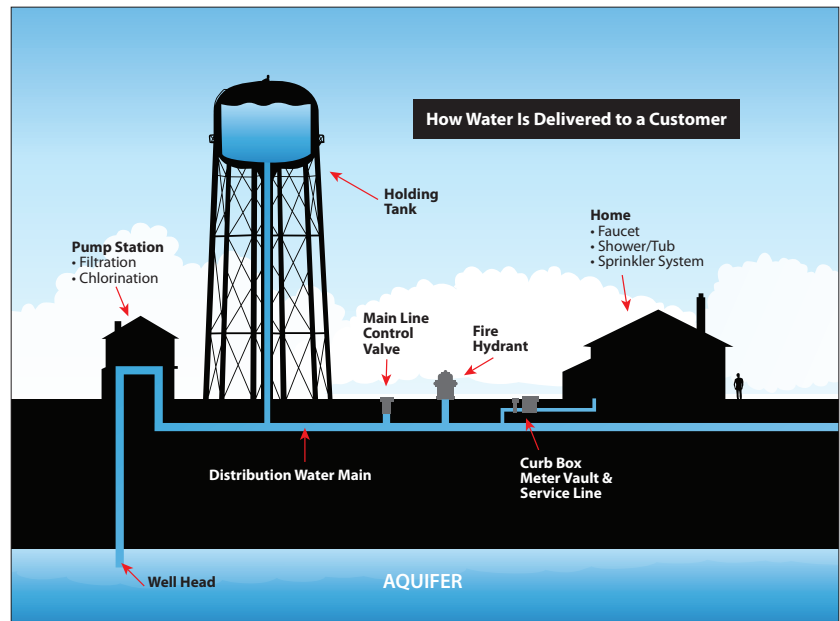 How Water Is Delivered to a Customer
Holding
Tank
Home
• Faucet
• Shower/Tub
• Sprinkler System
Pump Station
• Filtration
• Chlorination
Main Line
Control
Valve
Fire
Hydrant
Distribution Water Main
Curb Box
Meter Vault &
Service Line
Well Head
AQUIFER